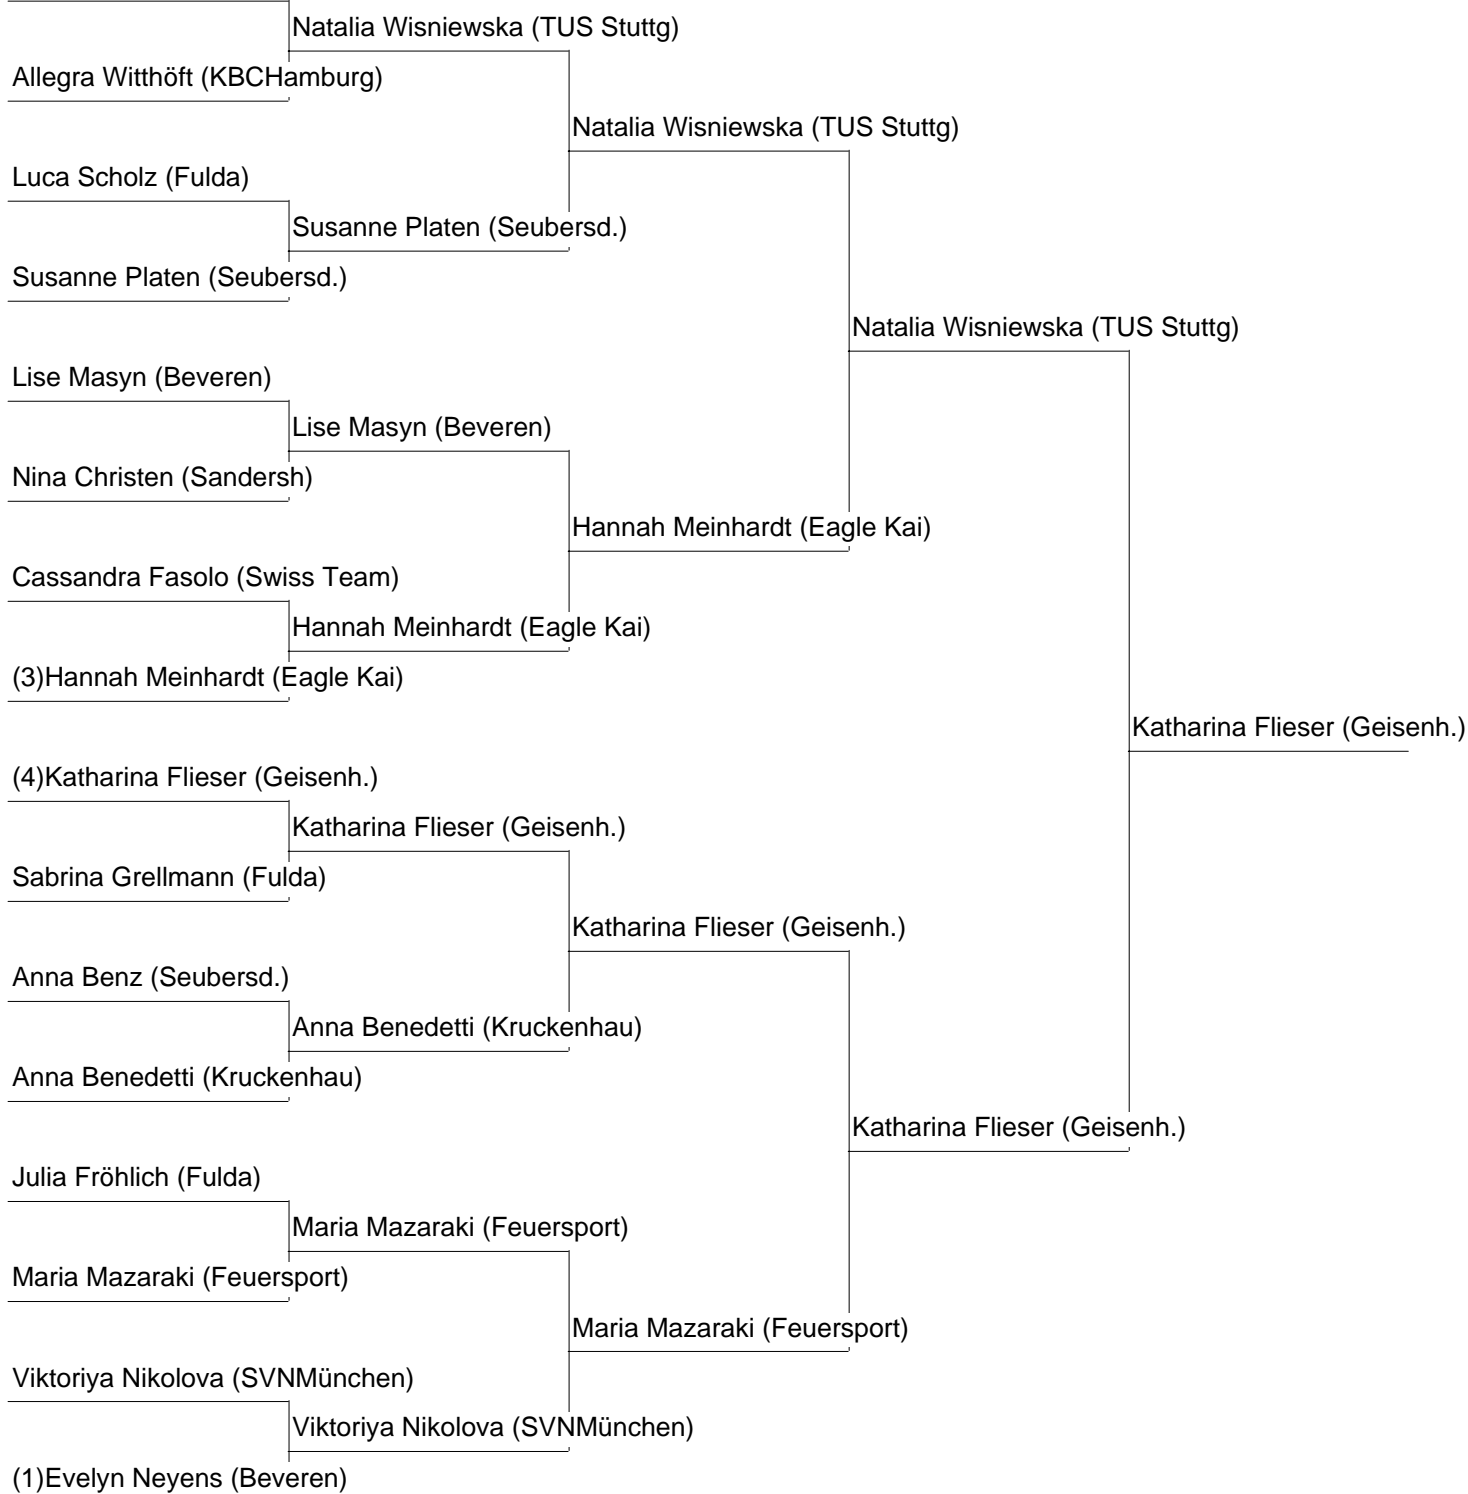 Natalia Wisniewska (TUS Stuttg)
Allegra Witthöft (KBCHamburg)
Natalia Wisniewska (TUS Stuttg)
Luca Scholz (Fulda)
Susanne Platen (Seubersd.)
Susanne Platen (Seubersd.)
Natalia Wisniewska (TUS Stuttg)
Lise Masyn (Beveren)
Lise Masyn (Beveren)
Nina Christen (Sandersh)
Hannah Meinhardt (Eagle Kai)
Cassandra Fasolo (Swiss Team)
Hannah Meinhardt (Eagle Kai)
(3)Hannah Meinhardt (Eagle Kai)
Katharina Flieser (Geisenh.)
(4)Katharina Flieser (Geisenh.)
Katharina Flieser (Geisenh.)
Sabrina Grellmann (Fulda)
Katharina Flieser (Geisenh.)
Anna Benz (Seubersd.)
Anna Benedetti (Kruckenhau)
Anna Benedetti (Kruckenhau)
Katharina Flieser (Geisenh.)
Julia Fröhlich (Fulda)
Maria Mazaraki (Feuersport)
Maria Mazaraki (Feuersport)
Maria Mazaraki (Feuersport)
Viktoriya Nikolova (SVNMünchen)
Viktoriya Nikolova (SVNMünchen)
(1)Evelyn Neyens (Beveren)